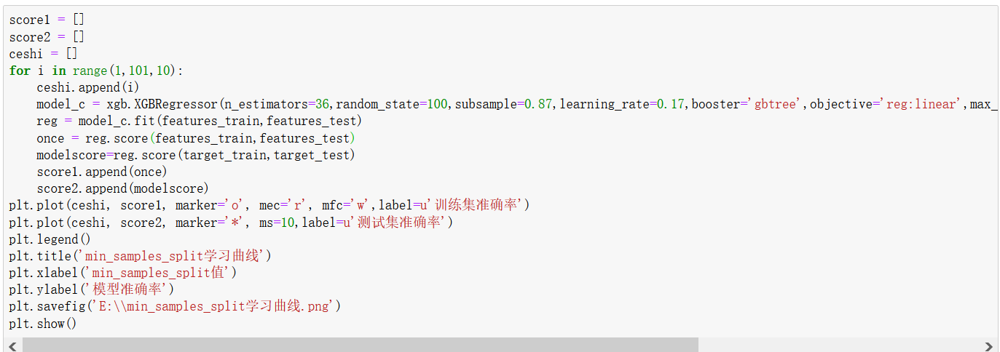 score1 = []
score2 = []
ceshi = []
for i in range(1,101,10):
    ceshi.append(i)
    model_c = xgb.XGBRegressor(n_estimators=36,random_state=100,subsample=0.87,learning_rate=0.17,booster='gbtree',objective='reg:linear',max_
    reg = model_c.fit(features_train,features_test)
    once = reg.score(features_train,features_test)
    modelscore=reg.score(target_train,target_test)
    score1.append(once)
    score2.append(modelscore)
plt.plot(ceshi, score1, marker='o', mec='r', mfc='w',label=u'训练集准确率')
plt.plot(ceshi, score2, marker='*', ms=10,label=u'测试集准确率')
plt.legend()
plt.title('min_samples_split学习曲线')
plt.xlabel('min_samples_split值')
plt.ylabel('模型准确率')
plt.savefig('E:\\min_samples_split学习曲线.png')
plt.show()